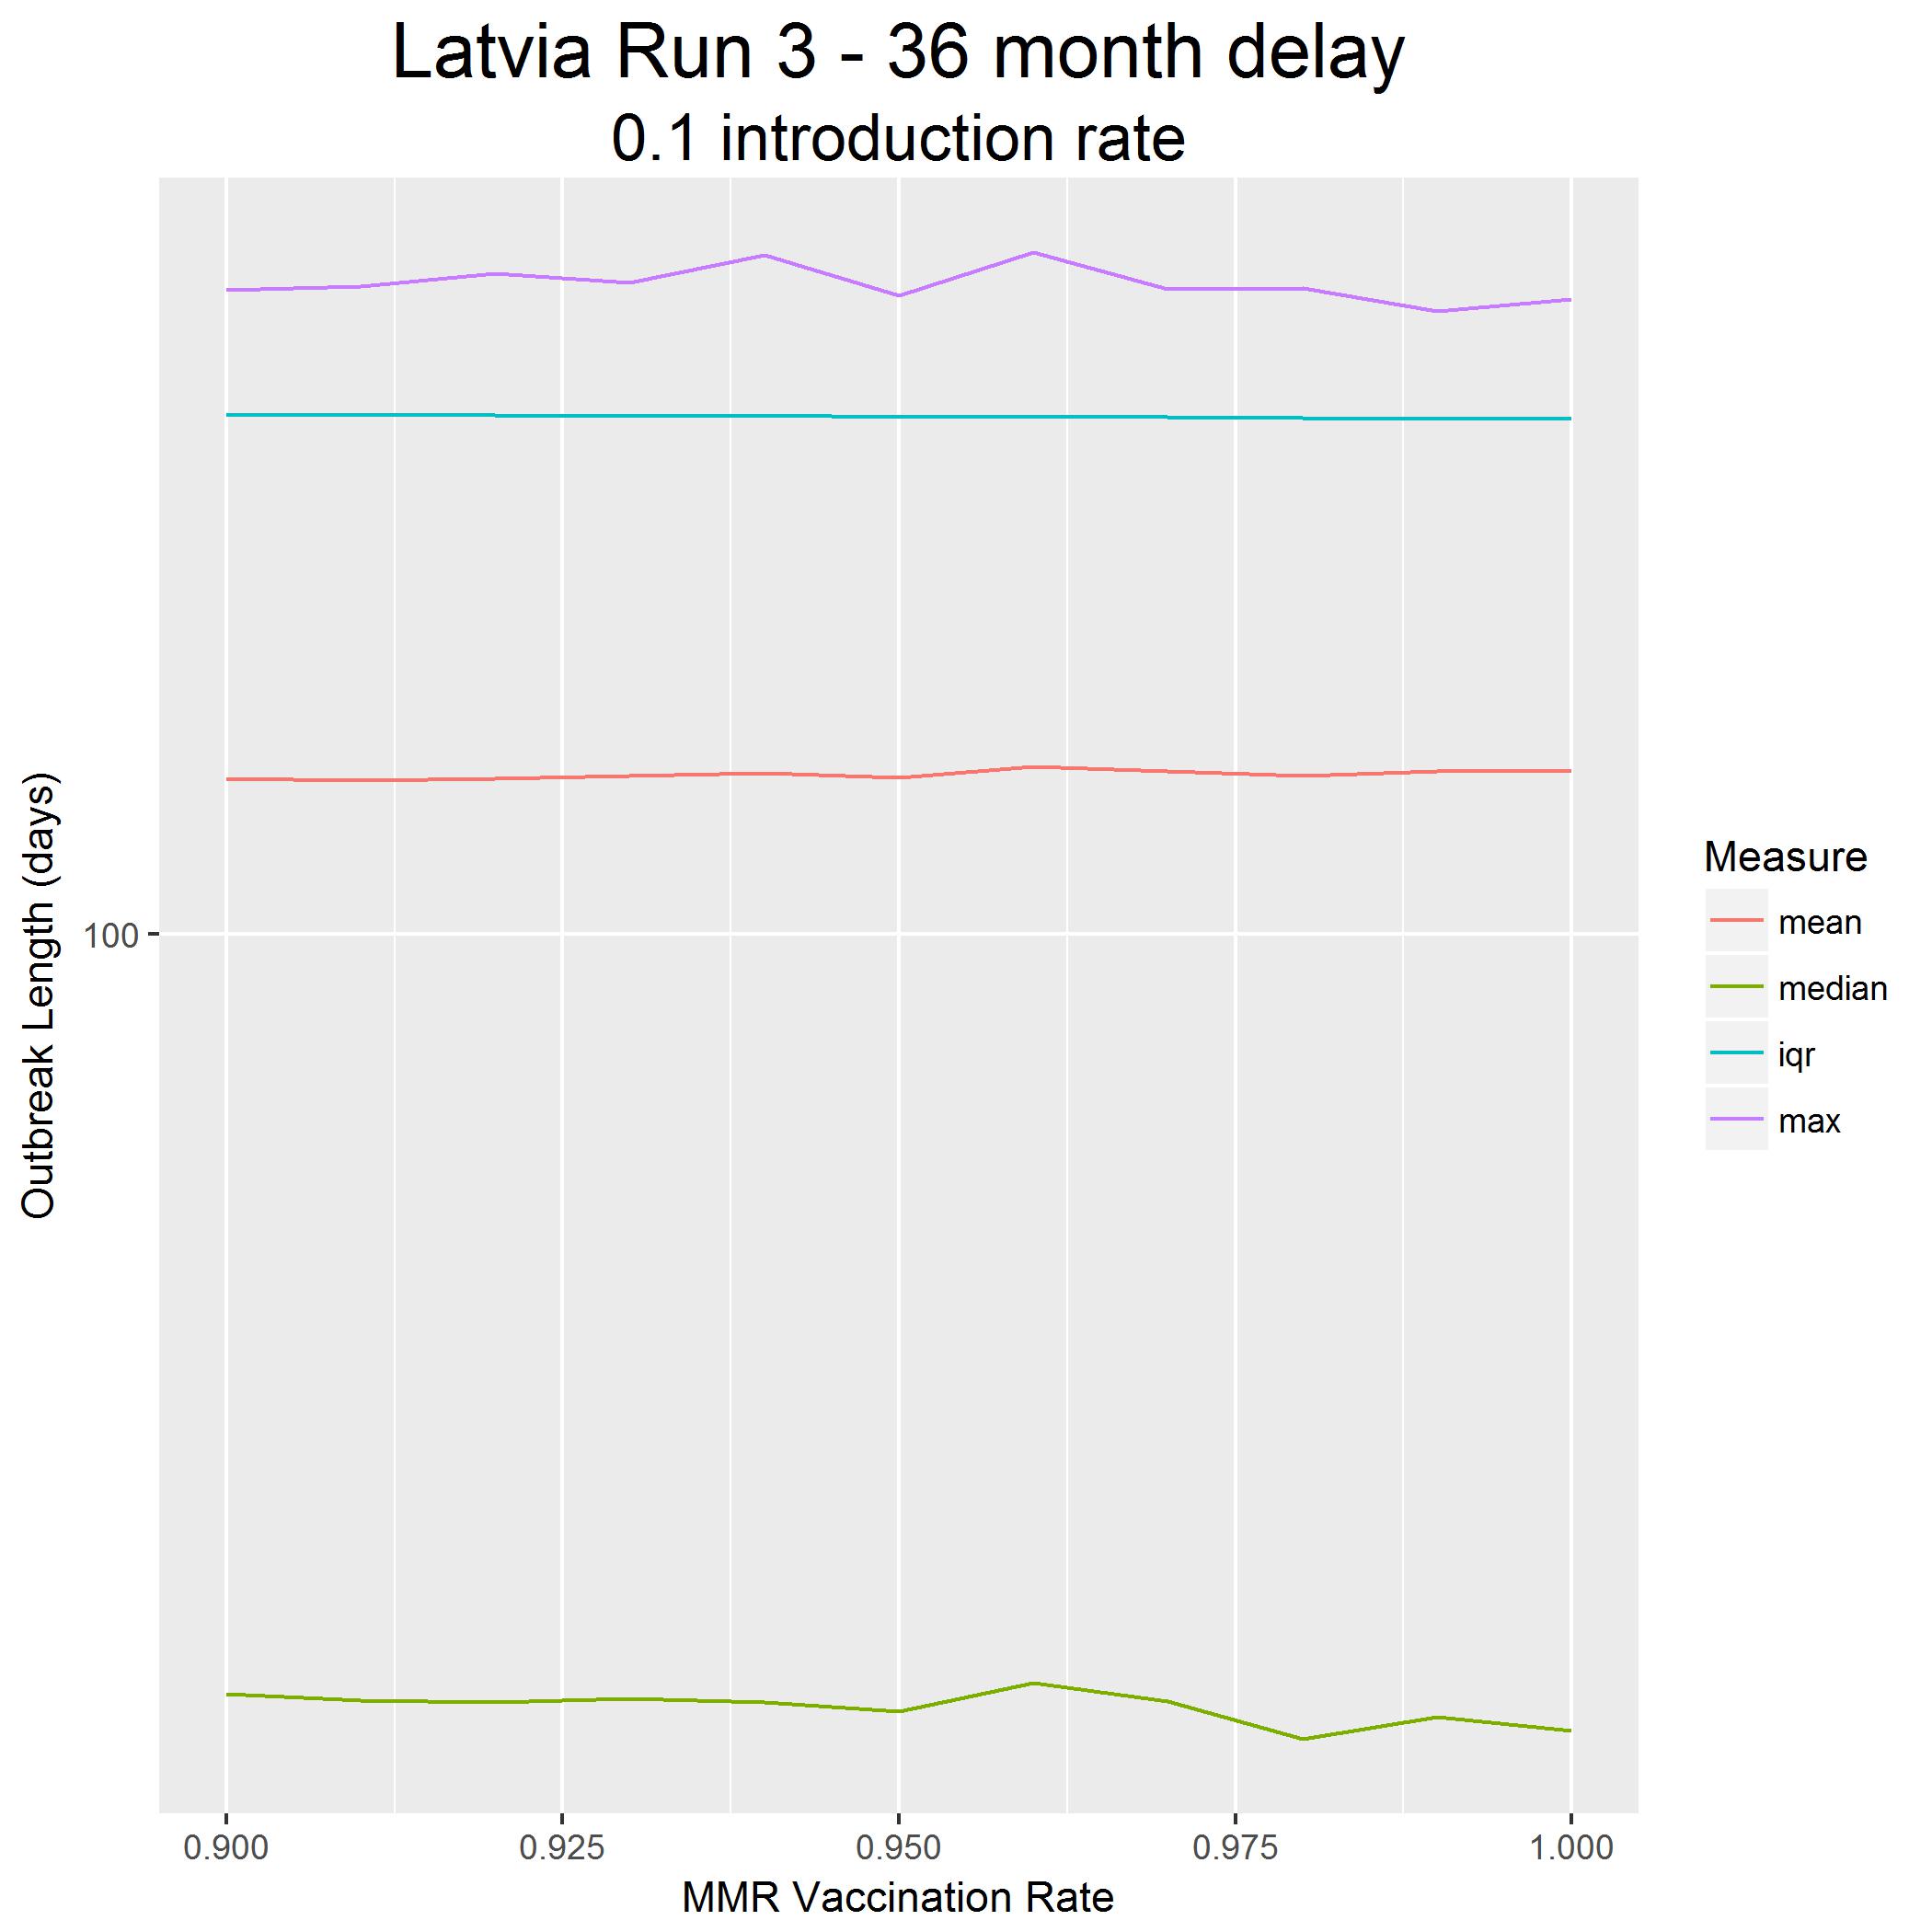 Latvia Run 3 - 36 month delay
0.1 introduction rate
Outbreak Length (days)
100
0.900 0.925 0.950 0.975 1.000
MMR Vaccination Rate
Measure
mean
median
iqr
max